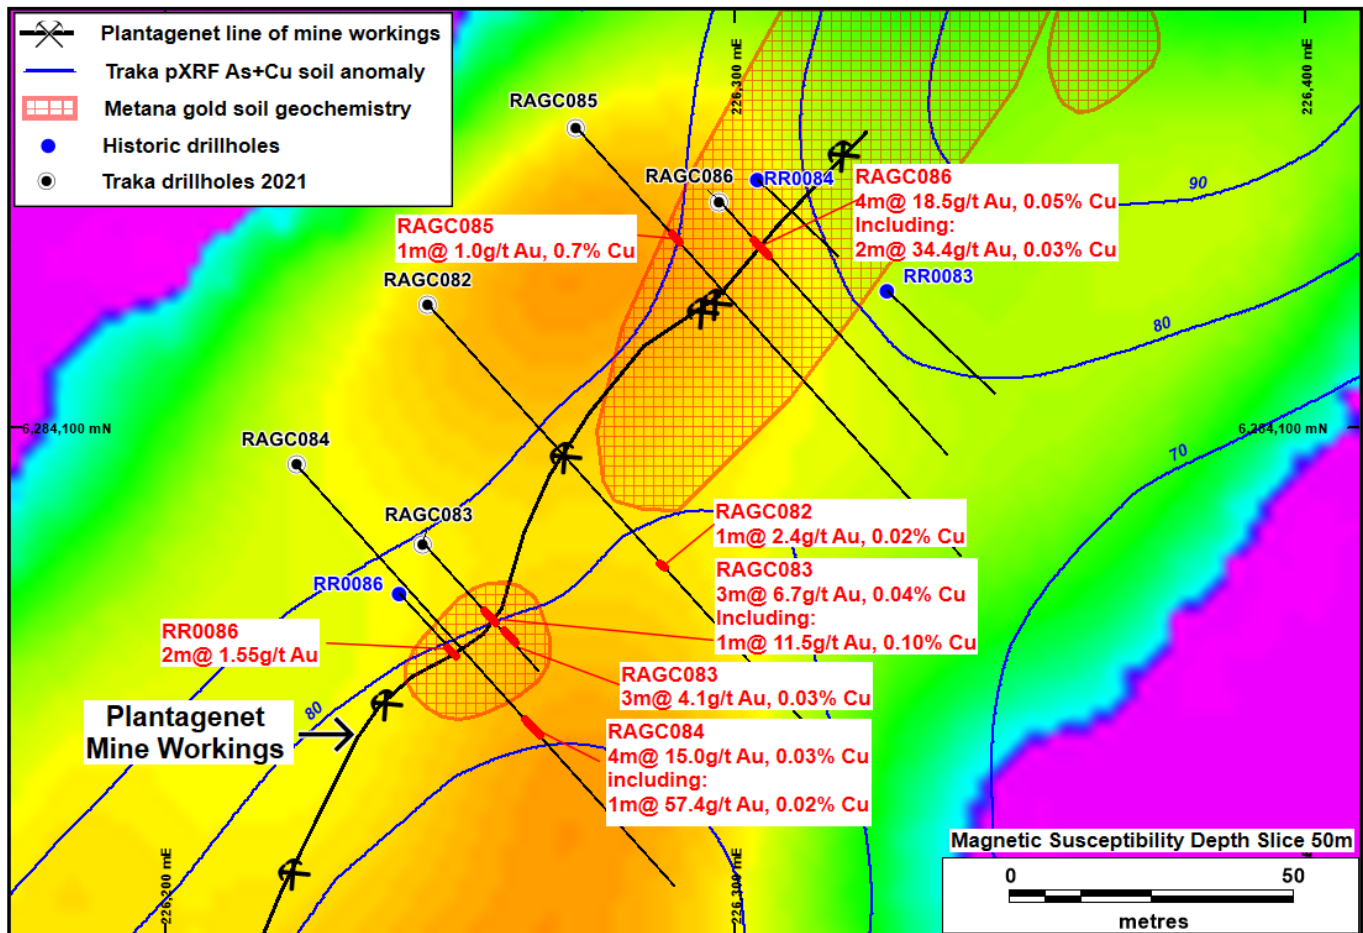 Plantagenet line of mine workings
Traka pXRF As+Cu soil anomaly
Metana gold soil geochemistry
Historic drillholes
Traka drillholes 2021
226,300 mE
226,400 mE
RAGC085
RAGC086
RR0084
RAGC086
4m@ 18.5g/t Au, 0.05% Cu
Including:
2m@ 34.4g/t Au, 0.03% Cu
90
RAGC085
1m@ 1.0g/t Au, 0.7% Cu
RAGC082
RR0083
80
6,284,100 mN
6,284,100 mN
RAGC084
70
RAGC083
RAGC082
1m@ 2.4g/t Au, 0.02% Cu
RR0086
RAGC083
3m@ 6.7g/t Au, 0.04% Cu
Including:
1m@ 11.5g/t Au, 0.10% Cu
RR0086
2m@ 1.55g/t Au
RAGC083
3m@ 4.1g/t Au, 0.03% Cu
80
Plantagenet
Mine Workings
RAGC084
4m@ 15.0g/t Au, 0.03% Cu
including:
1m@ 57.4g/t Au, 0.02% Cu
226,200 mE
226,300 mE
Magnetic Susceptibility Depth Slice 50m
0 50
metres